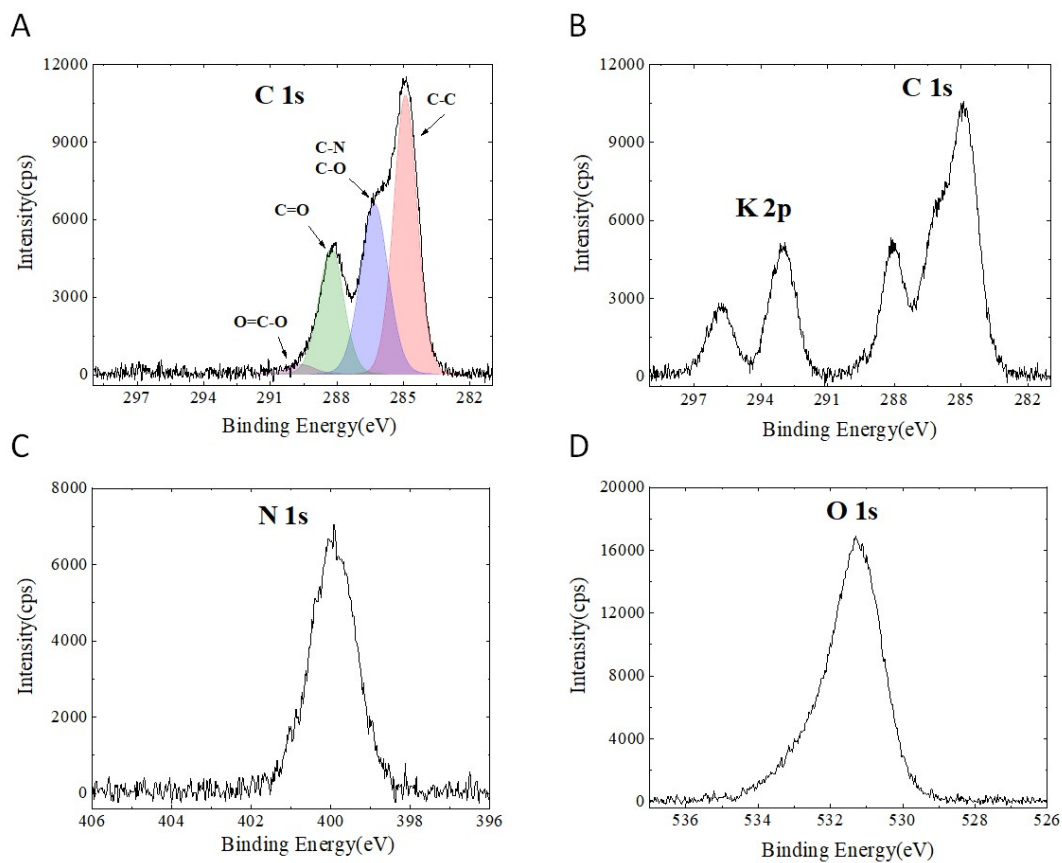 A
12000
9000
6000
3000
0
Intensity(cps)
C 1s
C-C
C-N
C-O
C=O
O=C-O
297 294 291 288 285 282
Binding Energy(eV)
B
12000
9000
6000
3000
0
Intensity(cps)
C 1s
K 2p
297 294 291 288 285 282
Binding Energy(eV)
C
8000
6000
4000
2000
0
Intensity(cps)
N 1s
406 404 402 400 398 396
Binding Energy(eV)
D
20000
16000
12000
8000
4000
0
Intensity(cps)
O 1s
536 534 532 530 528 526
Binding Energy(eV)